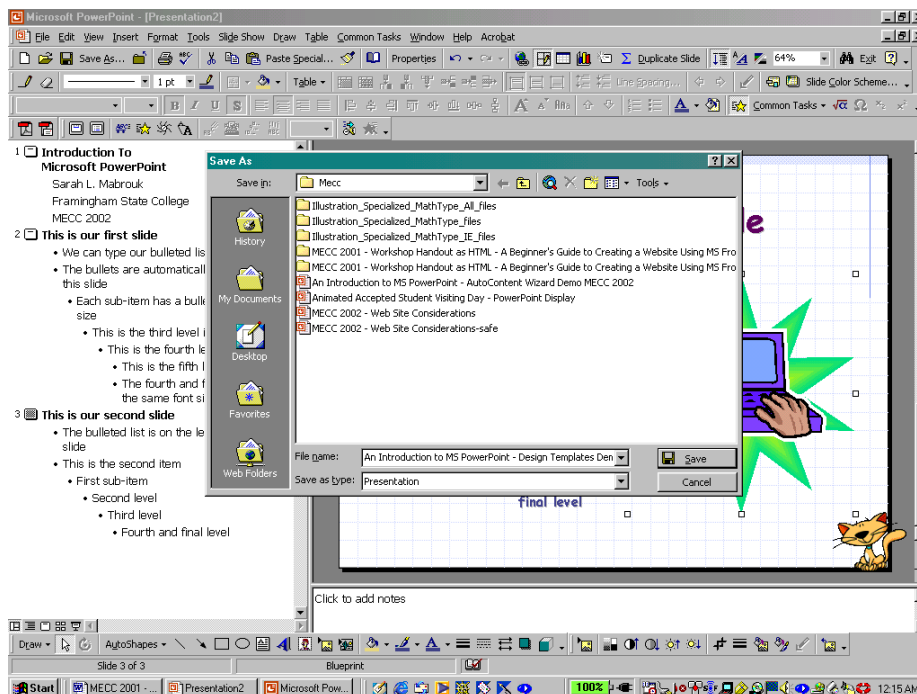 Microsoft PowerPoint - [Presentation2]
File Edit View Insert Format Tools Slide Show Draw Table Common Tasks Window Help Acrobat
Save As... Paste Special... Properties Σ Duplicate Slide 64% Exit
1 pt Table Line Spacing... Slide Color Scheme...
B I U S Common Tasks
1 Introduction To
Microsoft PowerPoint
Sarah L. Mabrouk
Framingham State College
MECC 2002
2 This is our first slide
• We can type our bulleted lis
• The bullets are automaticall
this slide
• Each sub-item has a bulle
size
• This is the third level i
• This is the fourth le
• This is the fifth l
• The fourth and f
the same font si
3 This is our second slide
• The bulleted list is on the le
slide
• This is the second item
• First sub-item
• Second level
• Third level
• Fourth and final level
Save As
Save in: Mecc Tools
History
My Documents
Desktop
Favorites
Web Folders
Illustration_Specialized_MathType_All_files
Illustration_Specialized_MathType_files
Illustration_Specialized_MathType_IE_files
MECC 2001 - Workshop Handout as HTML - A Beginner's Guide to Creating a Website Using MS Fro
MECC 2001 - Workshop Handout as HTML - A Beginner's Guide to Creating a Website Using MS Fro
An Introduction to MS PowerPoint - AutoContent Wizard Demo MECC 2002
Animated Accepted Student Visiting Day - PowerPoint Display
MECC 2002 - Web Site Considerations
MECC 2002 - Web Site Considerations-safe
File name: An Introduction to MS PowerPoint - Design Templates Den Save
Save as type: Presentation Cancel
e
final level
Click to add notes
Draw AutoShapes
Slide 3 of 3 Blueprint
Start MECC 2001 - ... Presentation2 Microsoft Pow... 100% 12:15AM